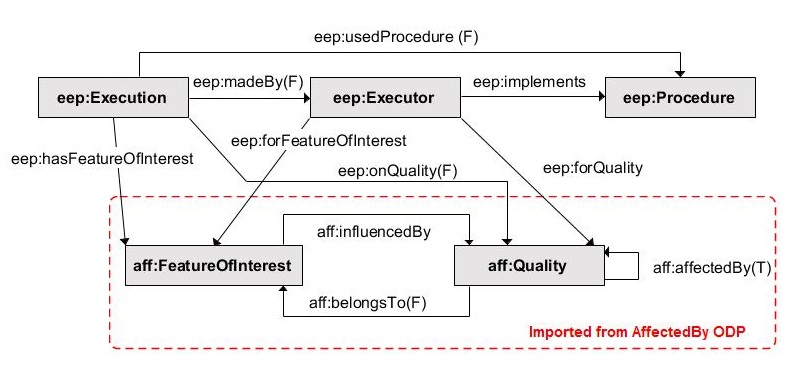 eep:usedProcedure (F)
eep:Execution
eep:madeBy(F)
eep:Executor
eep:implements
eep:Procedure
eep:hasFeatureOfInterest
eep:forFeatureOfInterest
eep:onQuality(F)
eep:forQuality
aff:influencedBy
aff:FeatureOfInterest
aff:Quality
aff:affectedBy(T)
aff:belongsTo(F)
Imported from AffectedBy ODP